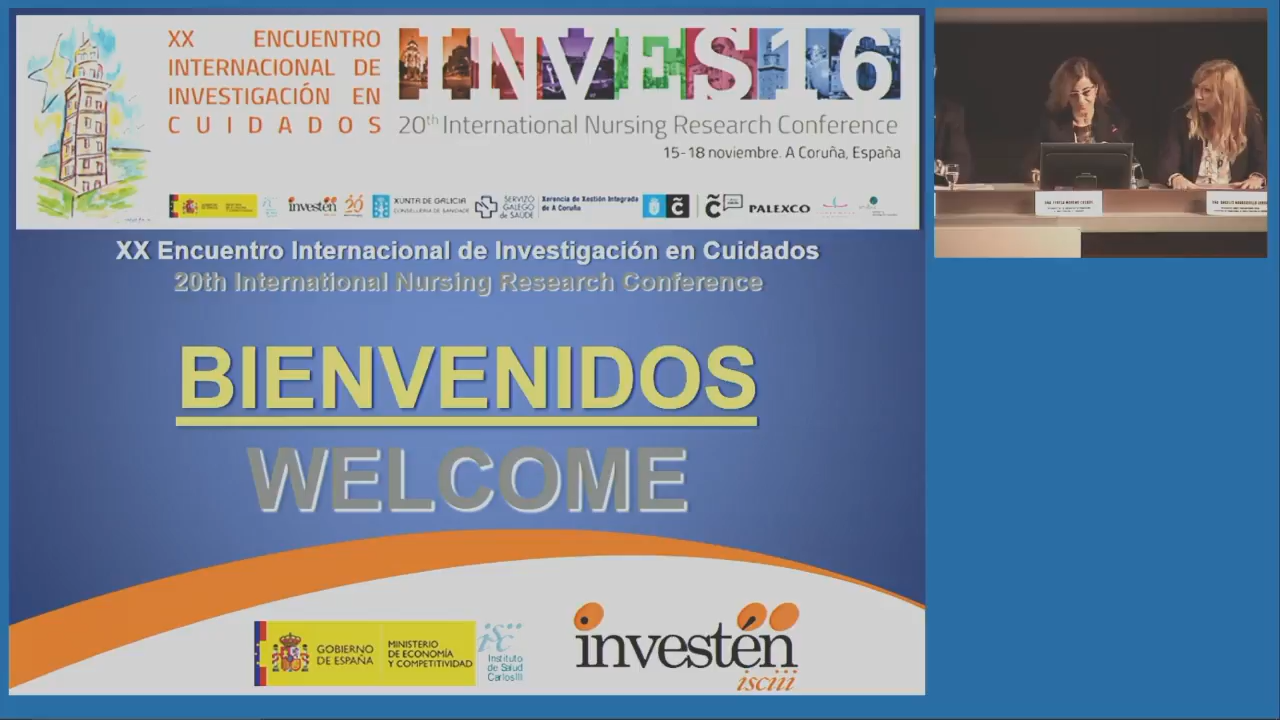 XX ENCUENTRO
INTERNACIONAL DE
INVESTIGACIÓN EN
CUIDADOS
INVES16
20th International Nursing Research Conference
15-18 noviembre. A Coruña, España
investén
XUNTA DE GALICIA
CONSELLERÍA DE SANIDADE
SERVIZO
GALEGO
de SAÚDE
Xerencia de Xestión Integrada
de A Coruña
PALEXCO
XX Encuentro Internacional de Investigación en Cuidados
20th International Nursing Research Conference
BIENVENIDOS
WELCOME
GOBIERNO
DE ESPAÑA
MINISTERIO
DE ECONOMÍA
Y COMPETITIVIDAD
isc
Instituto
de Salud
Carlos III
investén
isciii